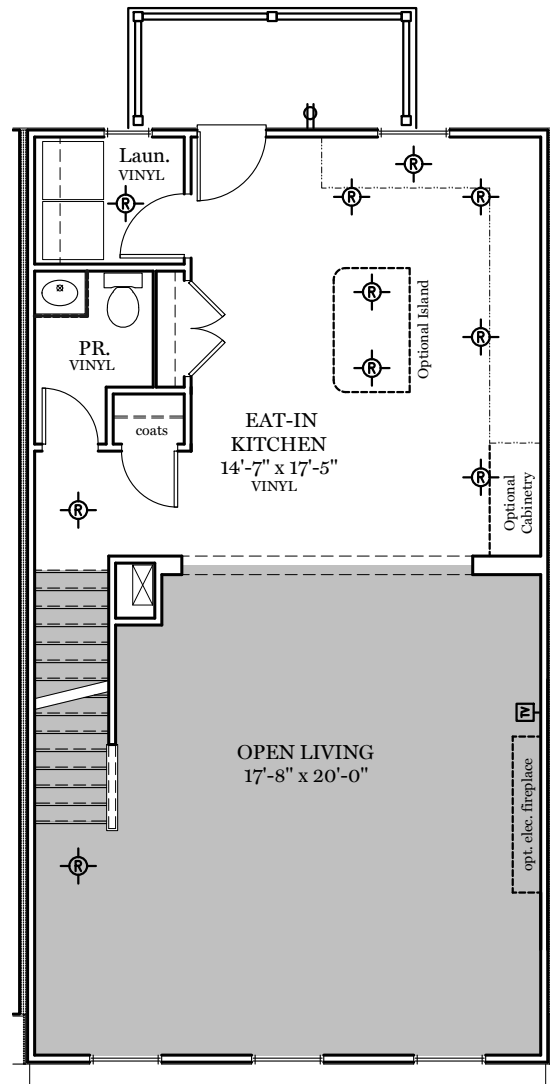 Laun.
VINYL
R
R
R
R
R
R
Optional Island
R
R
PR.
VINYL
coats
EAT-IN
KITCHEN
14'-7" x 17'-5"
VINYL
R
Optional
Cabinetry
R
TV
OPEN LIVING
17'-8" x 20'-0"
opt. elec. fireplace
R